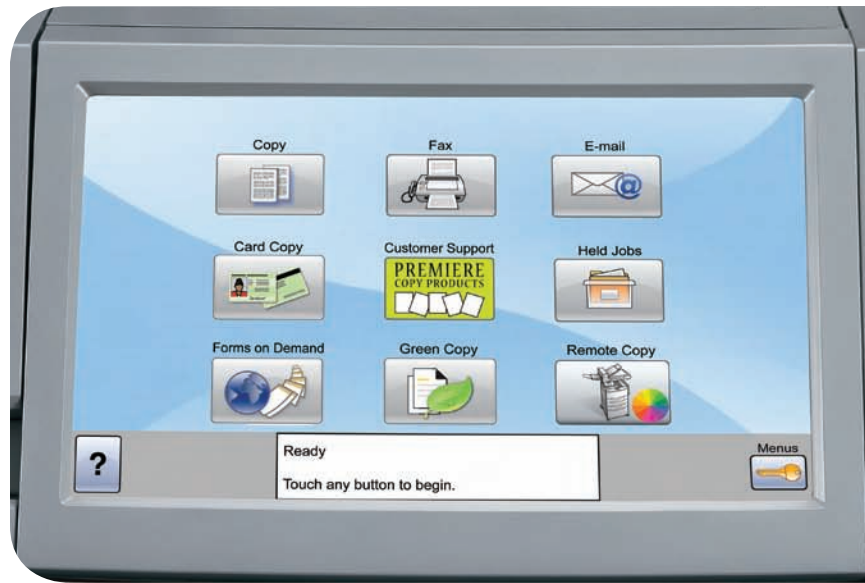 Copy
Fax
E-mail
@
Card Copy
Customer Support
Held Jobs
PREMIERE
COPY PRODUCTS
Forms on Demand
Green Copy
Remote Copy
Ready
Menus
?
Touch any button to begin.